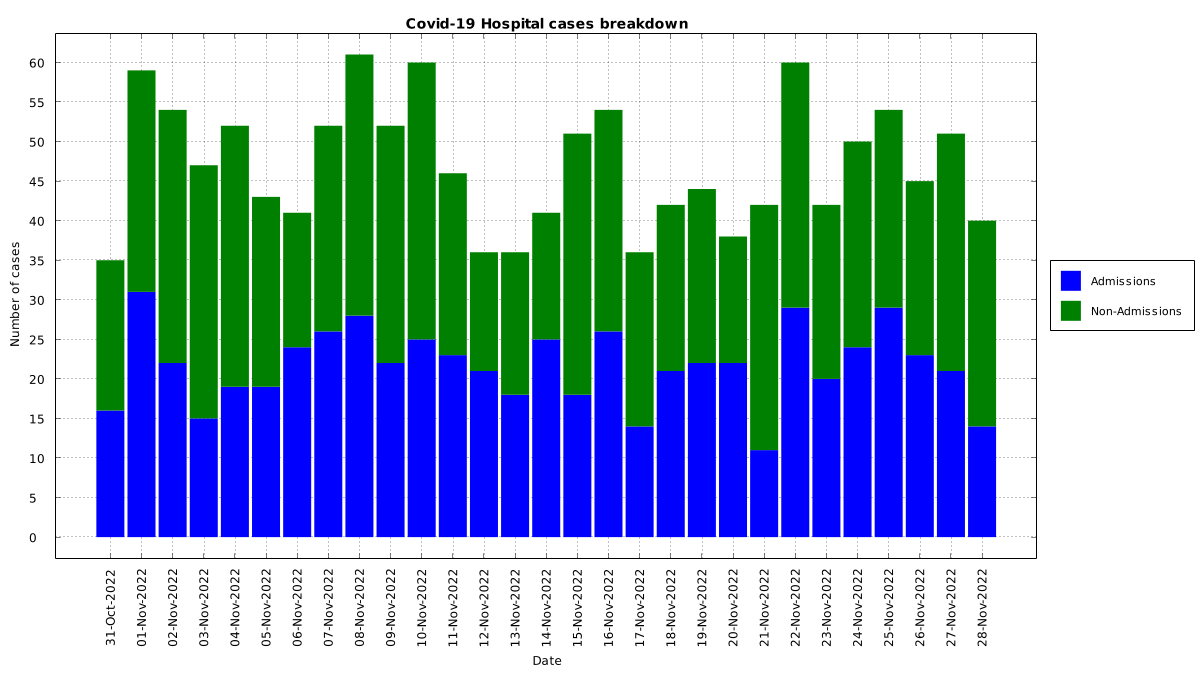 Covid-19 Hospital cases breakdown
60
55
50
45
40
35
30
25
20
15
10
5
0
Number of cases
31-Oct-2022
01-Nov-2022
02-Nov-2022
03-Nov-2022
04-Nov-2022
05-Nov-2022
06-Nov-2022
07-Nov-2022
08-Nov-2022
09-Nov-2022
10-Nov-2022
11-Nov-2022
12-Nov-2022
13-Nov-2022
14-Nov-2022
15-Nov-2022
16-Nov-2022
17-Nov-2022
18-Nov-2022
19-Nov-2022
20-Nov-2022
21-Nov-2022
22-Nov-2022
23-Nov-2022
24-Nov-2022
25-Nov-2022
26-Nov-2022
27-Nov-2022
28-Nov-2022
Date
Admissions
Non-Admissions